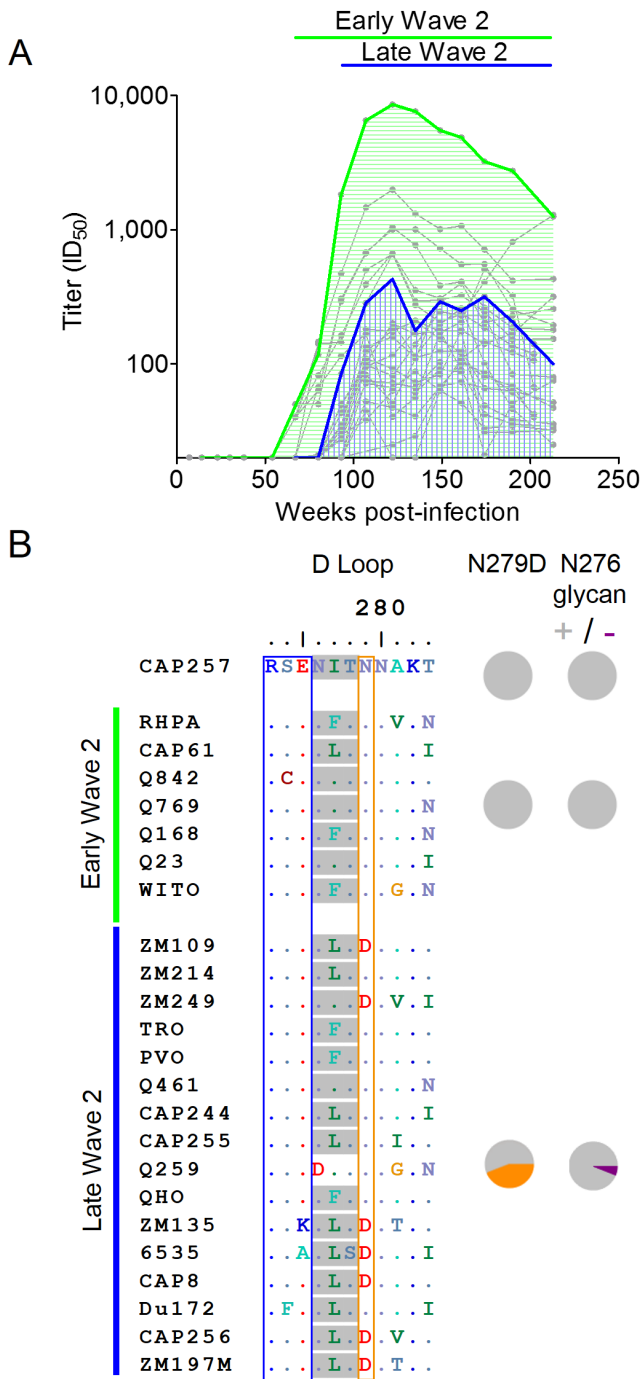 Early Wave 2
Late Wave 2
A
10,000
1,000
100
Titer (ID50)
0 50 100 150 200 250
Weeks post-infection
B
D Loop N279D N276
glycan
+ / -
280
..|....|...
CAP257 RSENITNNAKT
Early Wave 2
RHPA ....F...V.N
CAP61 ....L.....I
Q842 .C.........
Q769 ..........N
Q168 ....F.....N
Q23 ..........I
WITO ....F...G.N
Late Wave 2
ZM109 ....L.D....
ZM214 ....L......
ZM249 ......D.V.I
TRO ....F......
PVO ....F......
Q461 ..........N
CAP244 ....L.....I
CAP255 ....L...I..
Q259 ...D....G.N
QHO ....F......
ZM135 ..K.L.D.T..
6535 ..A.LSD...I
CAP8 ....L.D....
Du172 .F..L.....I
CAP256 ....L.D.V..
ZM197M ....L.D.T..